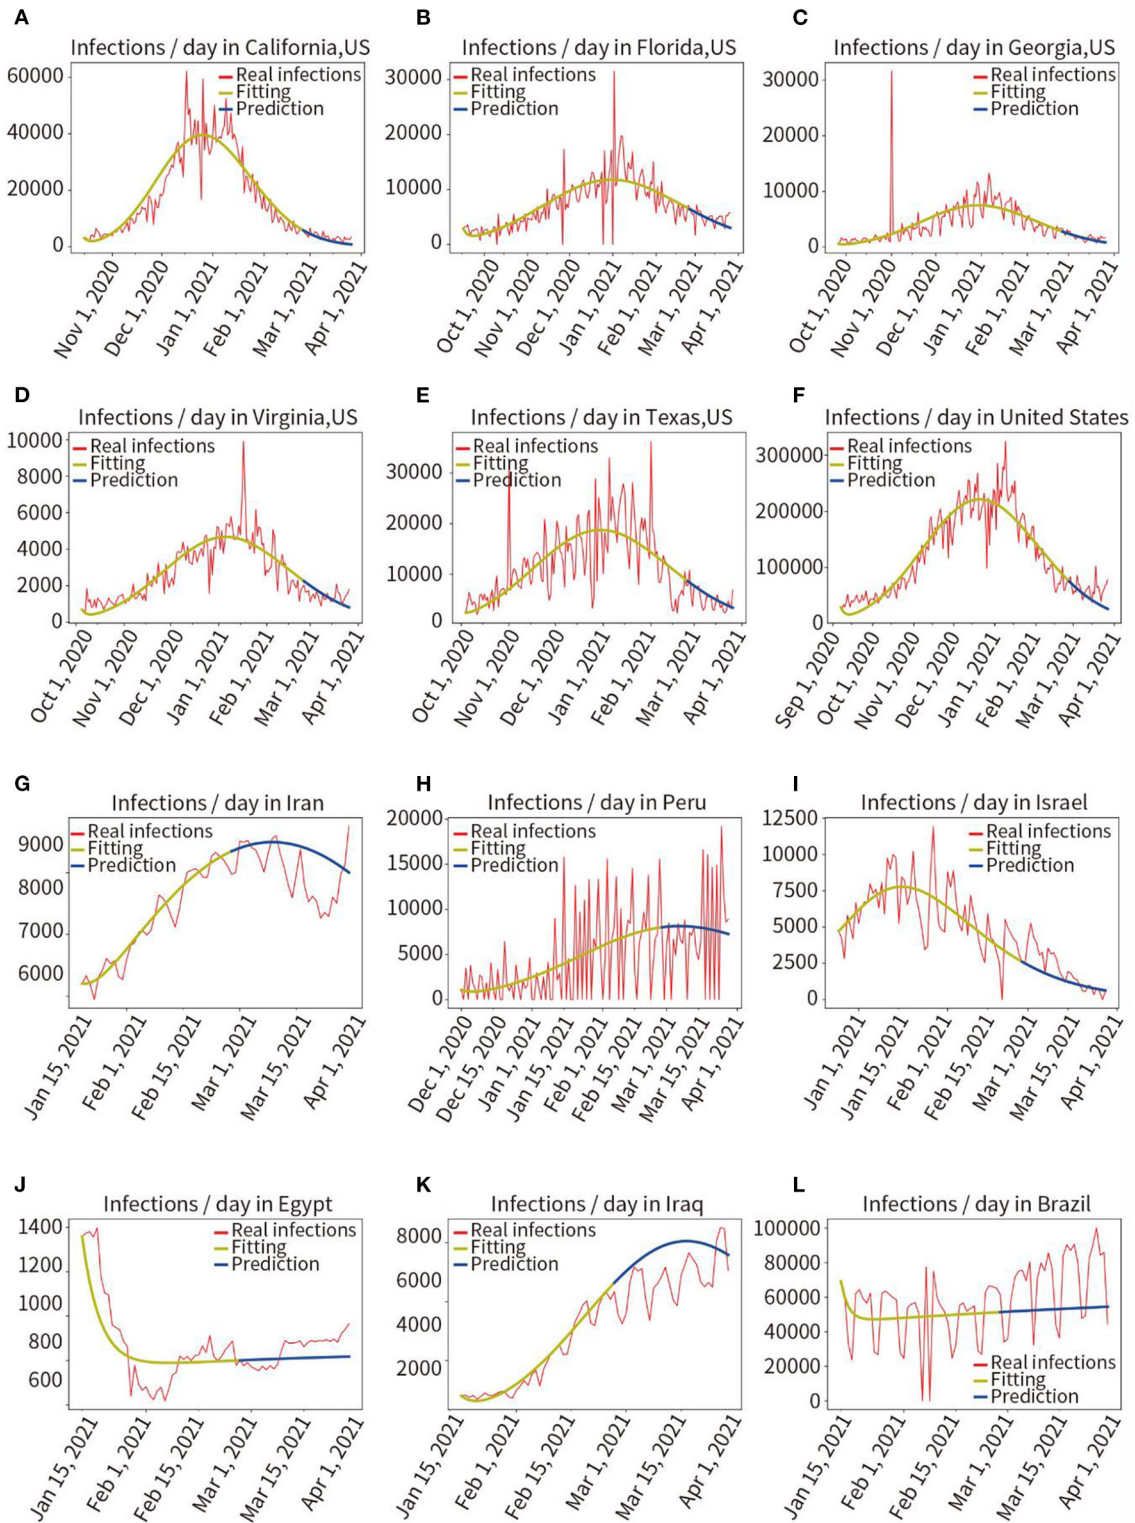 A
Infections / day in California,US
Real infections
Fitting
Prediction
60000
40000
20000
0
Nov 1, 2020
Dec 1, 2020
Jan 1, 2021
Feb 1, 2021
Mar 1, 2021
Apr 1, 2021
B
Infections / day in Florida,US
Real infections
Fitting
Prediction
30000
20000
10000
0
Oct 1, 2020
Nov 1, 2020
Dec 1, 2020
Jan 1, 2021
Feb 1, 2021
Mar 1, 2021
Apr 1, 2021
C
Infections / day in Georgia,US
Real infections
Fitting
Prediction
30000
20000
10000
0
Oct 1, 2020
Nov 1, 2020
Dec 1, 2020
Jan 1, 2021
Feb 1, 2021
Mar 1, 2021
Apr 1, 2021
D
Infections / day in Virginia,US
Real infections
Fitting
Prediction
10000
8000
6000
4000
2000
0
Oct 1, 2020
Nov 1, 2020
Dec 1, 2020
Jan 1, 2021
Feb 1, 2021
Mar 1, 2021
Apr 1, 2021
E
Infections / day in Texas,US
Real infections
Fitting
Prediction
30000
20000
10000
0
Oct 1, 2020
Nov 1, 2020
Dec 1, 2020
Jan 1, 2021
Feb 1, 2021
Mar 1, 2021
Apr 1, 2021
F
Infections / day in United States
Real infections
Fitting
Prediction
300000
200000
100000
0
Sep 1, 2020
Oct 1, 2020
Nov 1, 2020
Dec 1, 2020
Jan 1, 2021
Feb 1, 2021
Mar 1, 2021
Apr 1, 2021
G
Infections / day in Iran
Real infections
Fitting
Prediction
9000
8000
7000
6000
Jan 15, 2021
Feb 1, 2021
Feb 15, 2021
Mar 1, 2021
Mar 15, 2021
Apr 1, 2021
H
Infections / day in Peru
Real infections
Fitting
Prediction
20000
15000
10000
5000
0
Dec 1, 2020
Dec 15, 2020
Jan 1, 2021
Jan 15, 2021
Feb 1, 2021
Feb 15, 2021
Mar 1, 2021
Mar 15, 2021
Apr 1, 2021
I
Infections / day in Israel
Real infections
Fitting
Prediction
12500
10000
7500
5000
2500
0
Jan 1, 2021
Jan 15, 2021
Feb 1, 2021
Feb 15, 2021
Mar 1, 2021
Mar 15, 2021
Apr 1, 2021
J
Infections / day in Egypt
Real infections
Fitting
Prediction
1400
1200
1000
800
600
Jan 15, 2021
Feb 1, 2021
Feb 15, 2021
Mar 1, 2021
Mar 15, 2021
Apr 1, 2021
K
Infections / day in Iraq
Real infections
Fitting
Prediction
8000
6000
4000
2000
Jan 15, 2021
Feb 1, 2021
Feb 15, 2021
Mar 1, 2021
Mar 15, 2021
Apr 1, 2021
L
Infections / day in Brazil
100000
80000
60000
40000
20000
0
Real infections
Fitting
Prediction
Jan 15, 2021
Feb 1, 2021
Feb 15, 2021
Mar 1, 2021
Mar 15, 2021
Apr 1, 2021